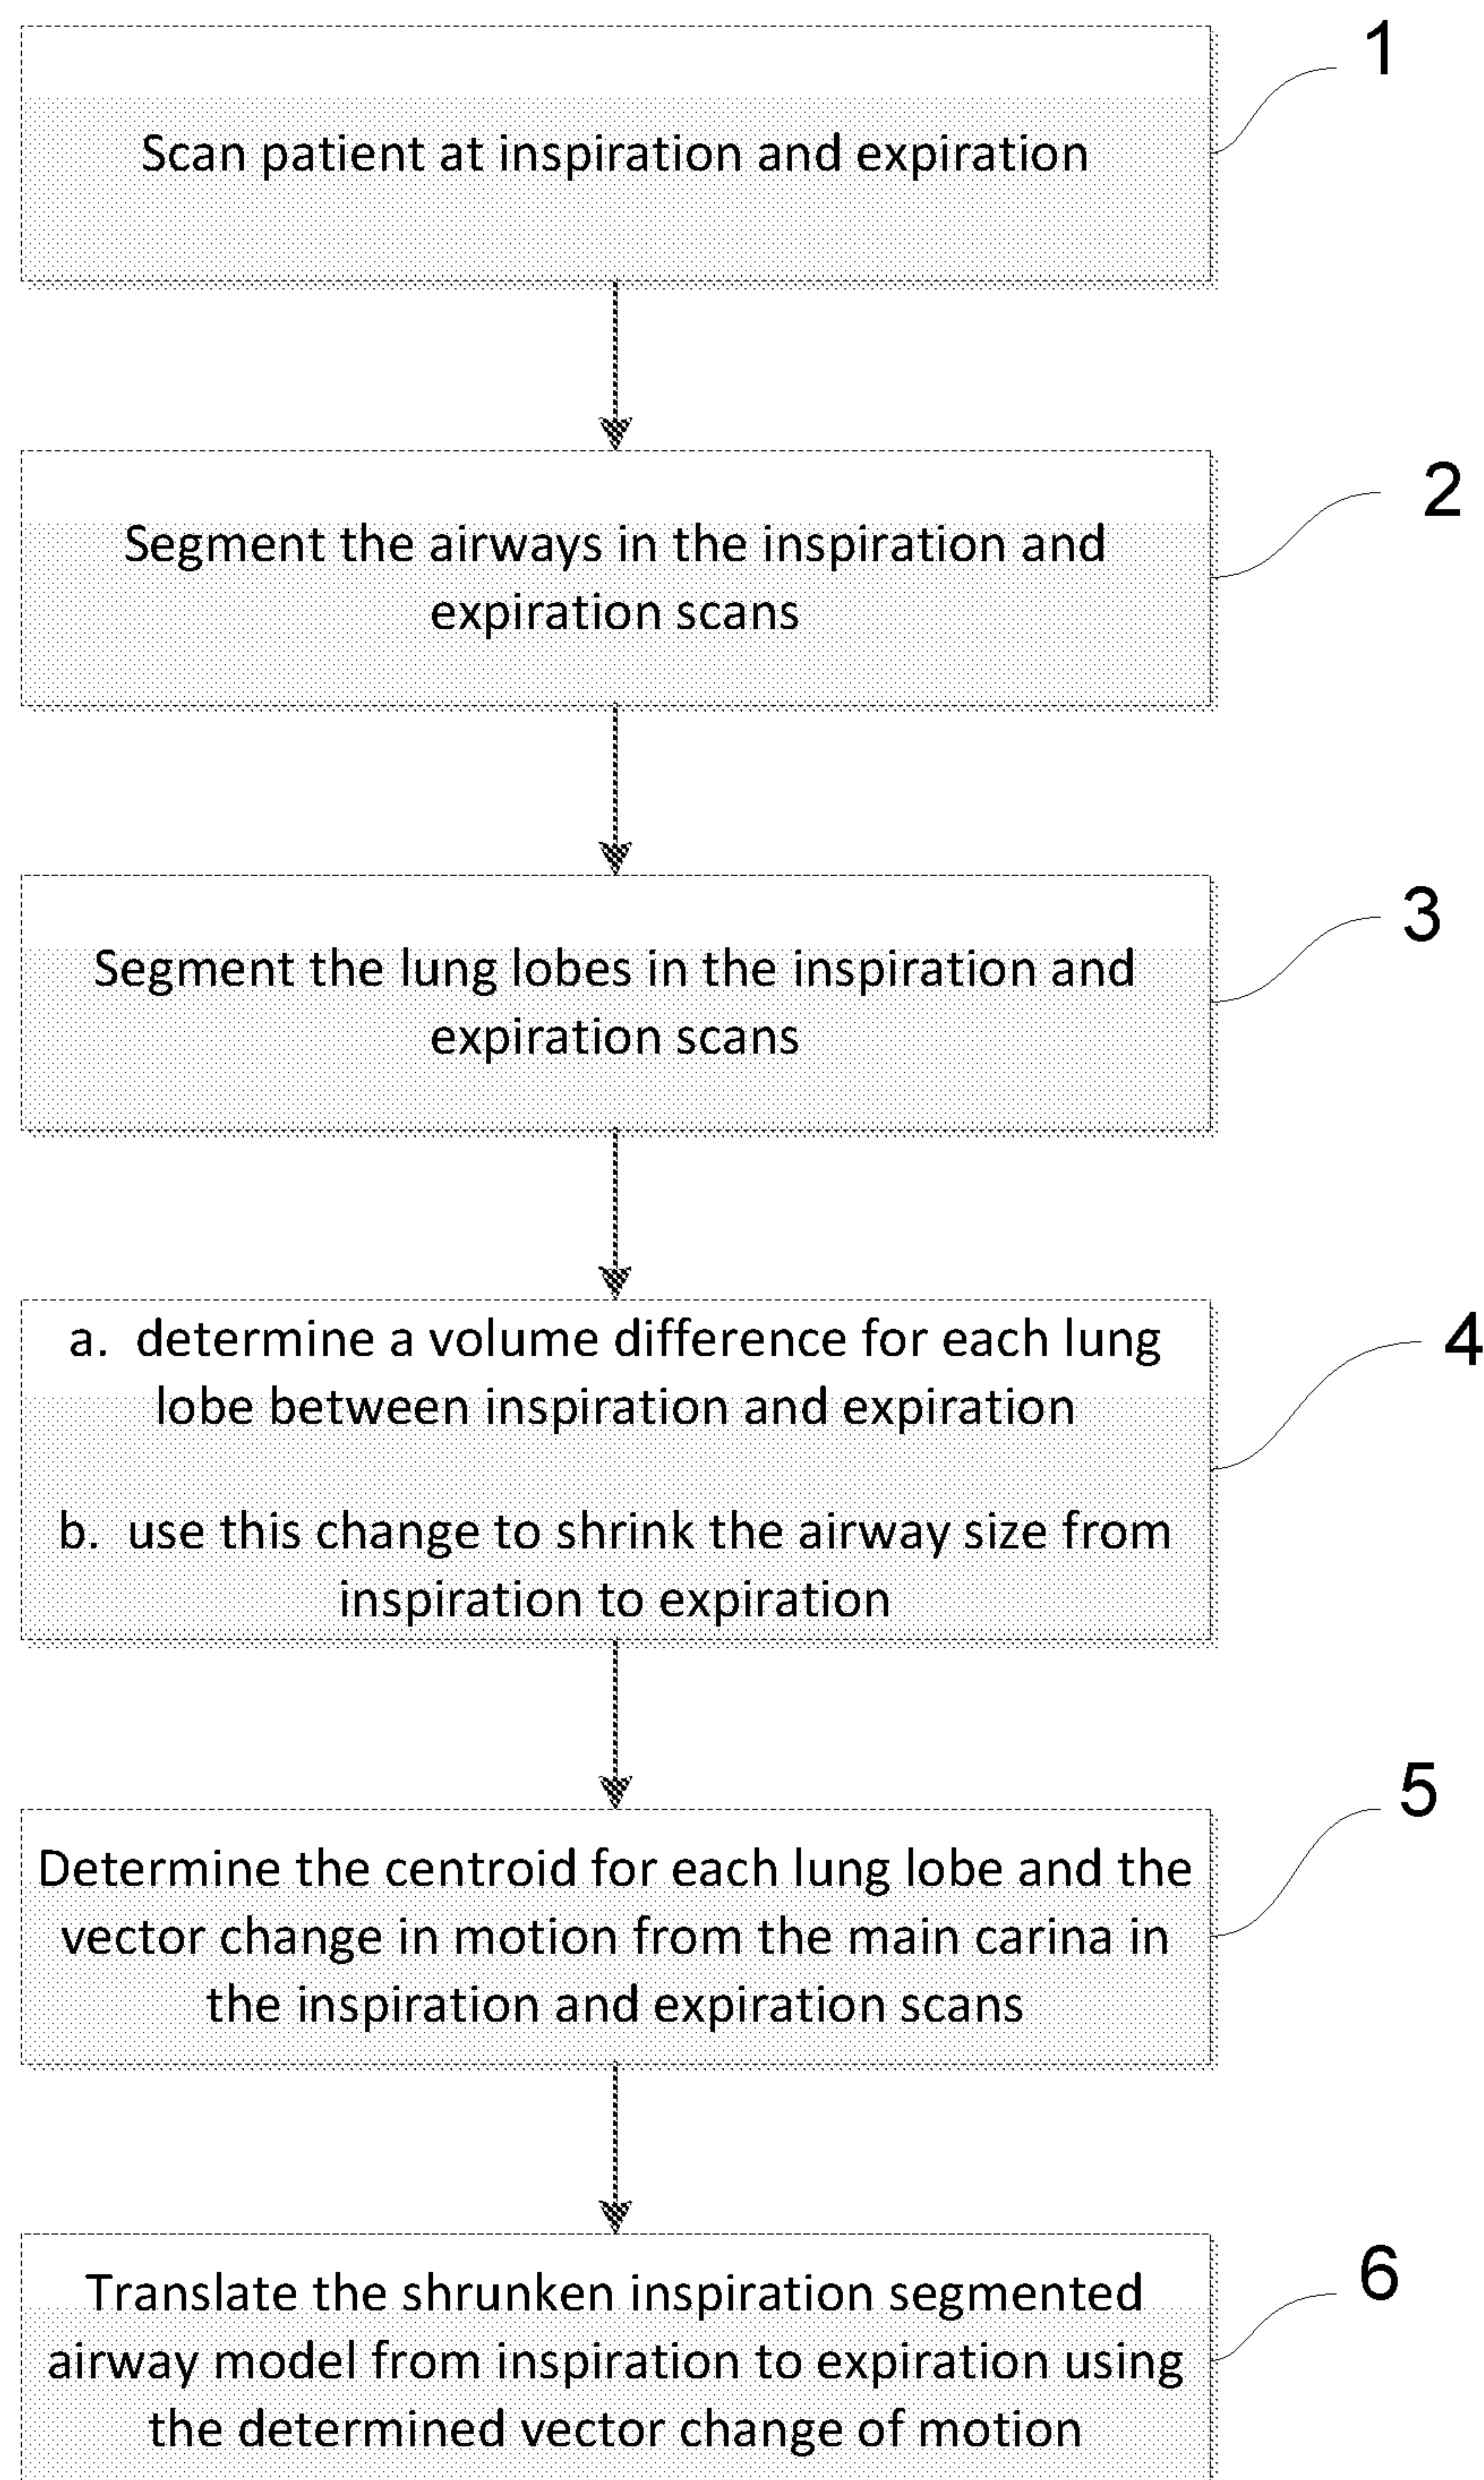 1
Scan patient at inspiration and expiration
2
Segment the airways in the inspiration and
expiration scans
3
Segment the lung lobes in the inspiration and
expiration scans
4
a. determine a volume difference for each lung
lobe between inspiration and expiration
b. use this change to shrink the airway size from
inspiration to expiration
5
Determine the centroid for each lung lobe and the
vector change in motion from the main carina in
the inspiration and expiration scans
6
Translate the shrunken inspiration segmented
airway model from inspiration to expiration using
the determined vector change of motion